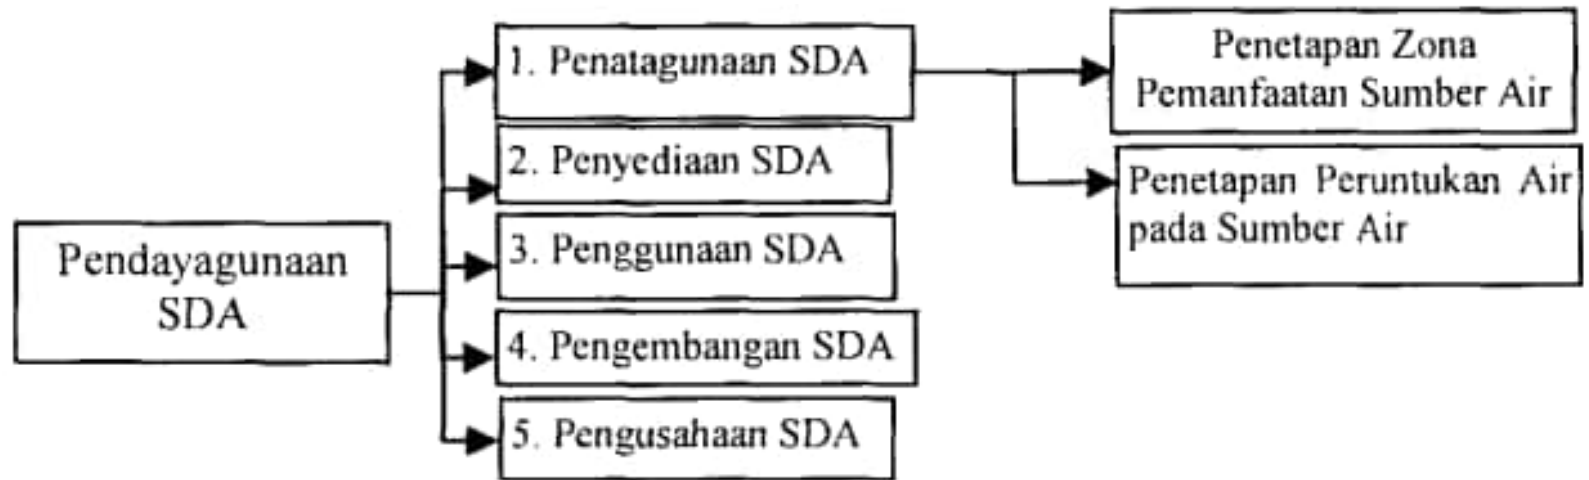 Pendayagunaan
SDA
1. Penatagunaan SDA
2. Penyediaan SDA
3. Penggunaan SDA
4. Pengembangan SDA
5. Pengusahaan SDA
Penetapan Zona
Pemanfaatan Sumber Air
Penetapan Peruntukan Air
pada Sumber Air